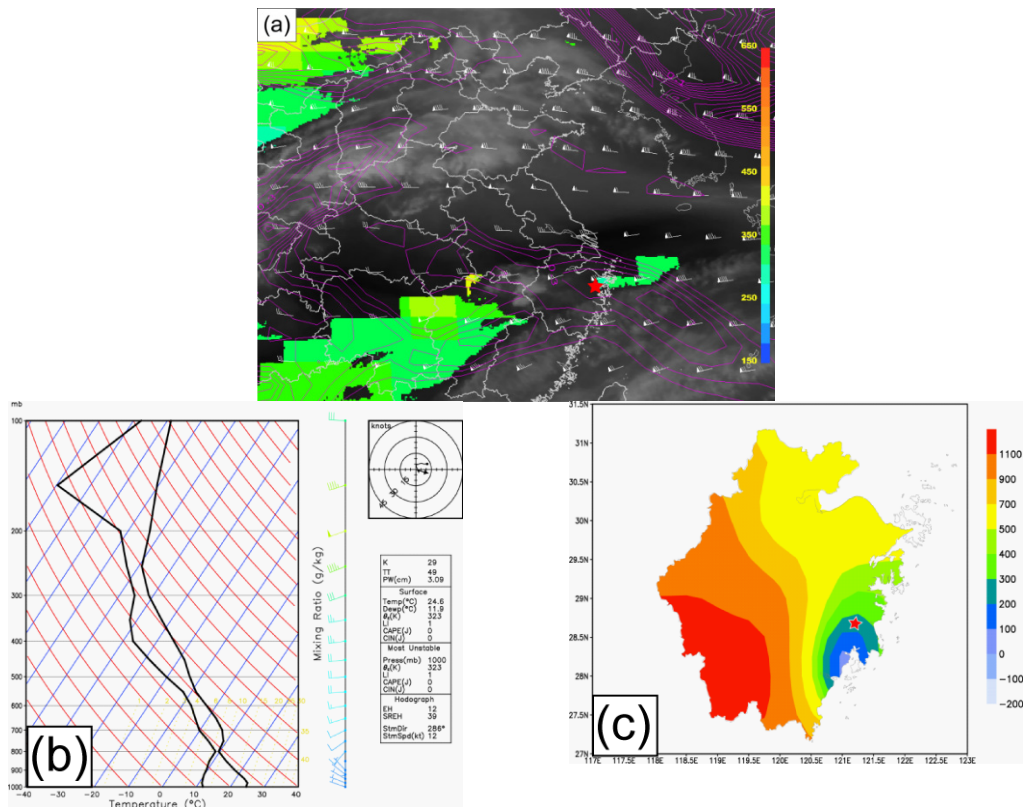 (a)
650
550
450
350
250
150
mb
100
200
300
400
500
600
700
800
900
1000
-40
-30
-20
-10
0
10
20
30
40
Temperature (°C)
Mixing Ratio (g/kg)
(b)
knots
15
30
45
K 29
TT 49
PW(cm) 3.09
Surface
Temp(°C) 24.6
Dewp(°C) 11.9
θE(K) 323
LI 1
CAPE(J) 0
CIN(J) 0
Most Unstable
Press(mb) 1000
θE(K) 323
LI 1
CAPE(J) 0
CIN(J) 0
Hodograph
EH 12
SREH 39
StmDir 286°
StmSpd(kt) 12
31.5N
31N
30.5N
30N
29.5N
29N
28.5N
28N
27.5N
27N
117E
117.5E
118E
118.5E
119E
119.5E
120E
120.5E
121E
121.5E
122E
122.5E
123E
1100
1000
900
800
700
600
500
400
300
200
100
0
-100
-200
(c)